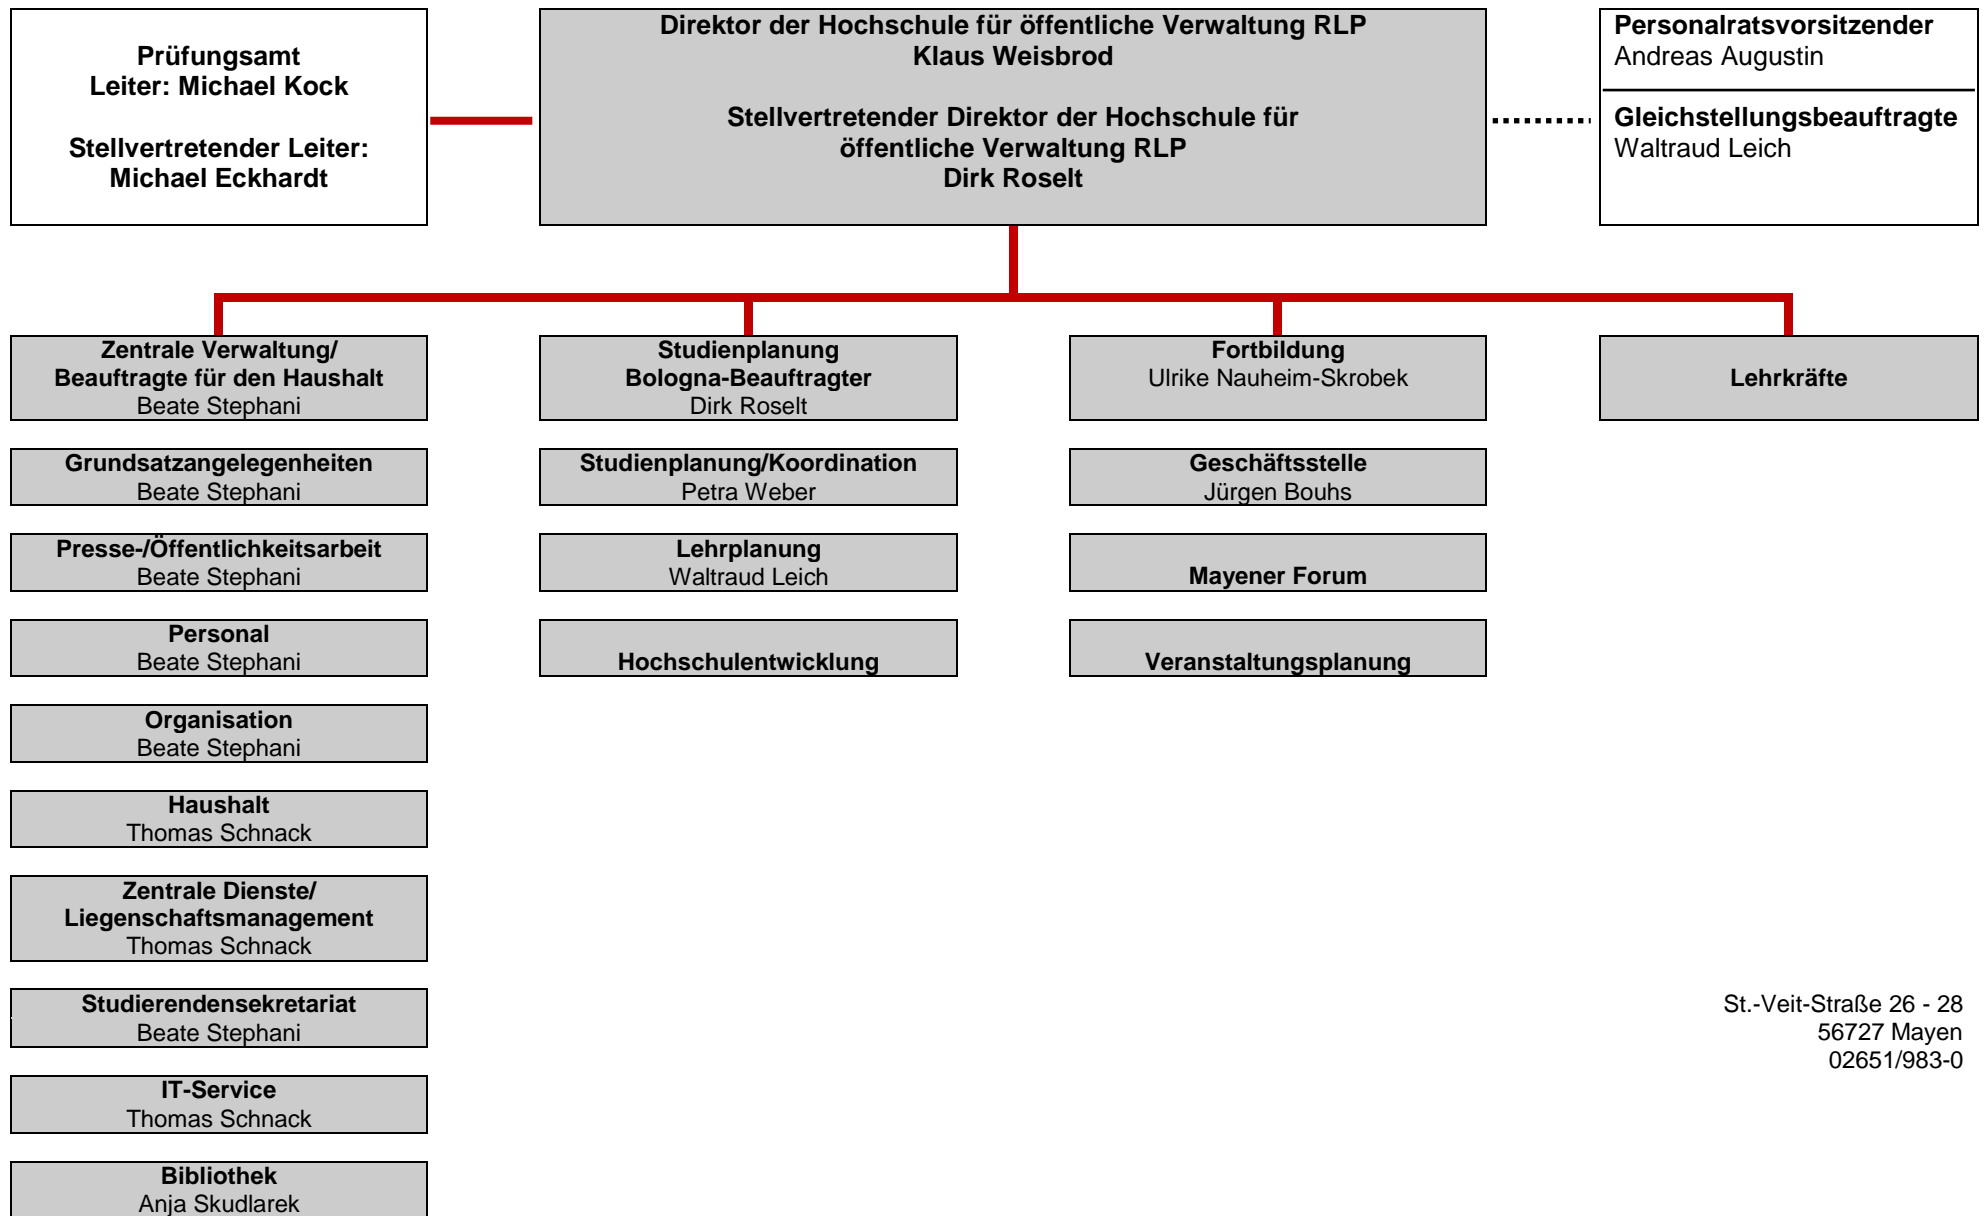 Prüfungsamt
Leiter: Michael Kock
Stellvertretender Leiter:
Michael Eckhardt
Direktor der Hochschule für öffentliche Verwaltung RLP
Klaus Weisbrod
Stellvertretender Direktor der Hochschule für
öffentliche Verwaltung RLP
Dirk Roselt
Personalratsvorsitzender
Andreas Augustin
Gleichstellungsbeauftragte
Waltraud Leich
Zentrale Verwaltung/
Beauftragte für den Haushalt
Beate Stephani
Grundsatzangelegenheiten
Beate Stephani
Presse-/Öffentlichkeitsarbeit
Beate Stephani
Personal
Beate Stephani
Organisation
Beate Stephani
Haushalt
Thomas Schnack
Zentrale Dienste/
Liegenschaftsmanagement
Thomas Schnack
Studierendensekretariat
Beate Stephani
IT-Service
Thomas Schnack
Bibliothek
Anja Skudlarek
Studienplanung
Bologna-Beauftragter
Dirk Roselt
Studienplanung/Koordination
Petra Weber
Lehrplanung
Waltraud Leich
Hochschulentwicklung
Fortbildung
Ulrike Nauheim-Skrobek
Geschäftsstelle
Jürgen Bouhs
Mayener Forum
Veranstaltungsplanung
Lehrkräfte
St.-Veit-Straße 26 - 28
56727 Mayen
02651/983-0